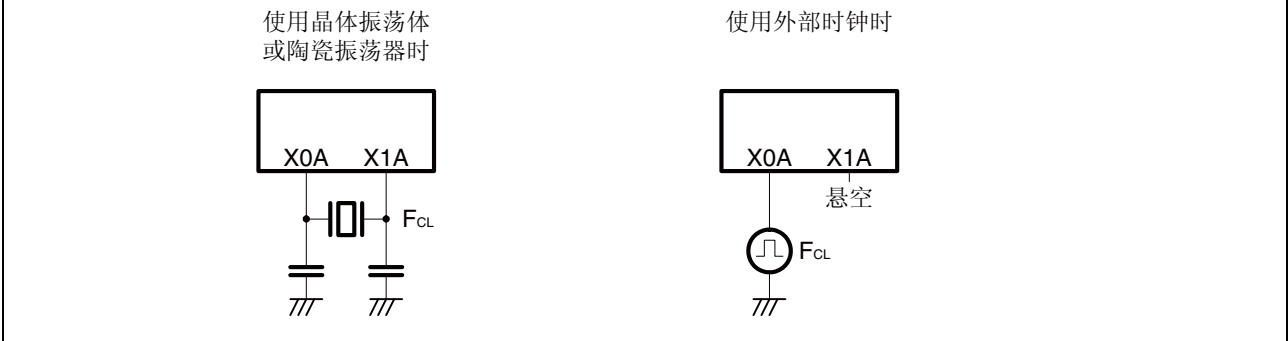 使用晶体振荡体
或陶瓷振荡器时
X0A X1A
FCL
使用外部时钟时
X0A X1A
悬空
FCL